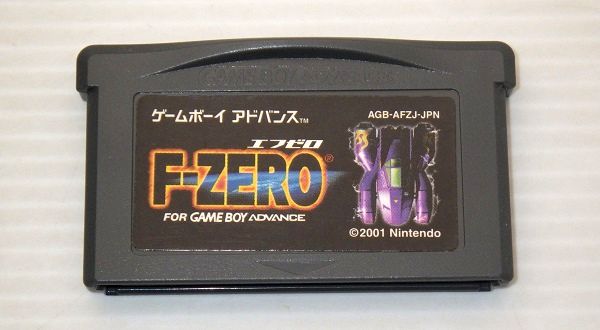 GAME BOY ADVANCE
ゲームボーイ アドバンス™
AGB-AFZJ-JPN
エフゼロ
F-ZERO®
FOR GAME BOY ADVANCE
©2001 Nintendo